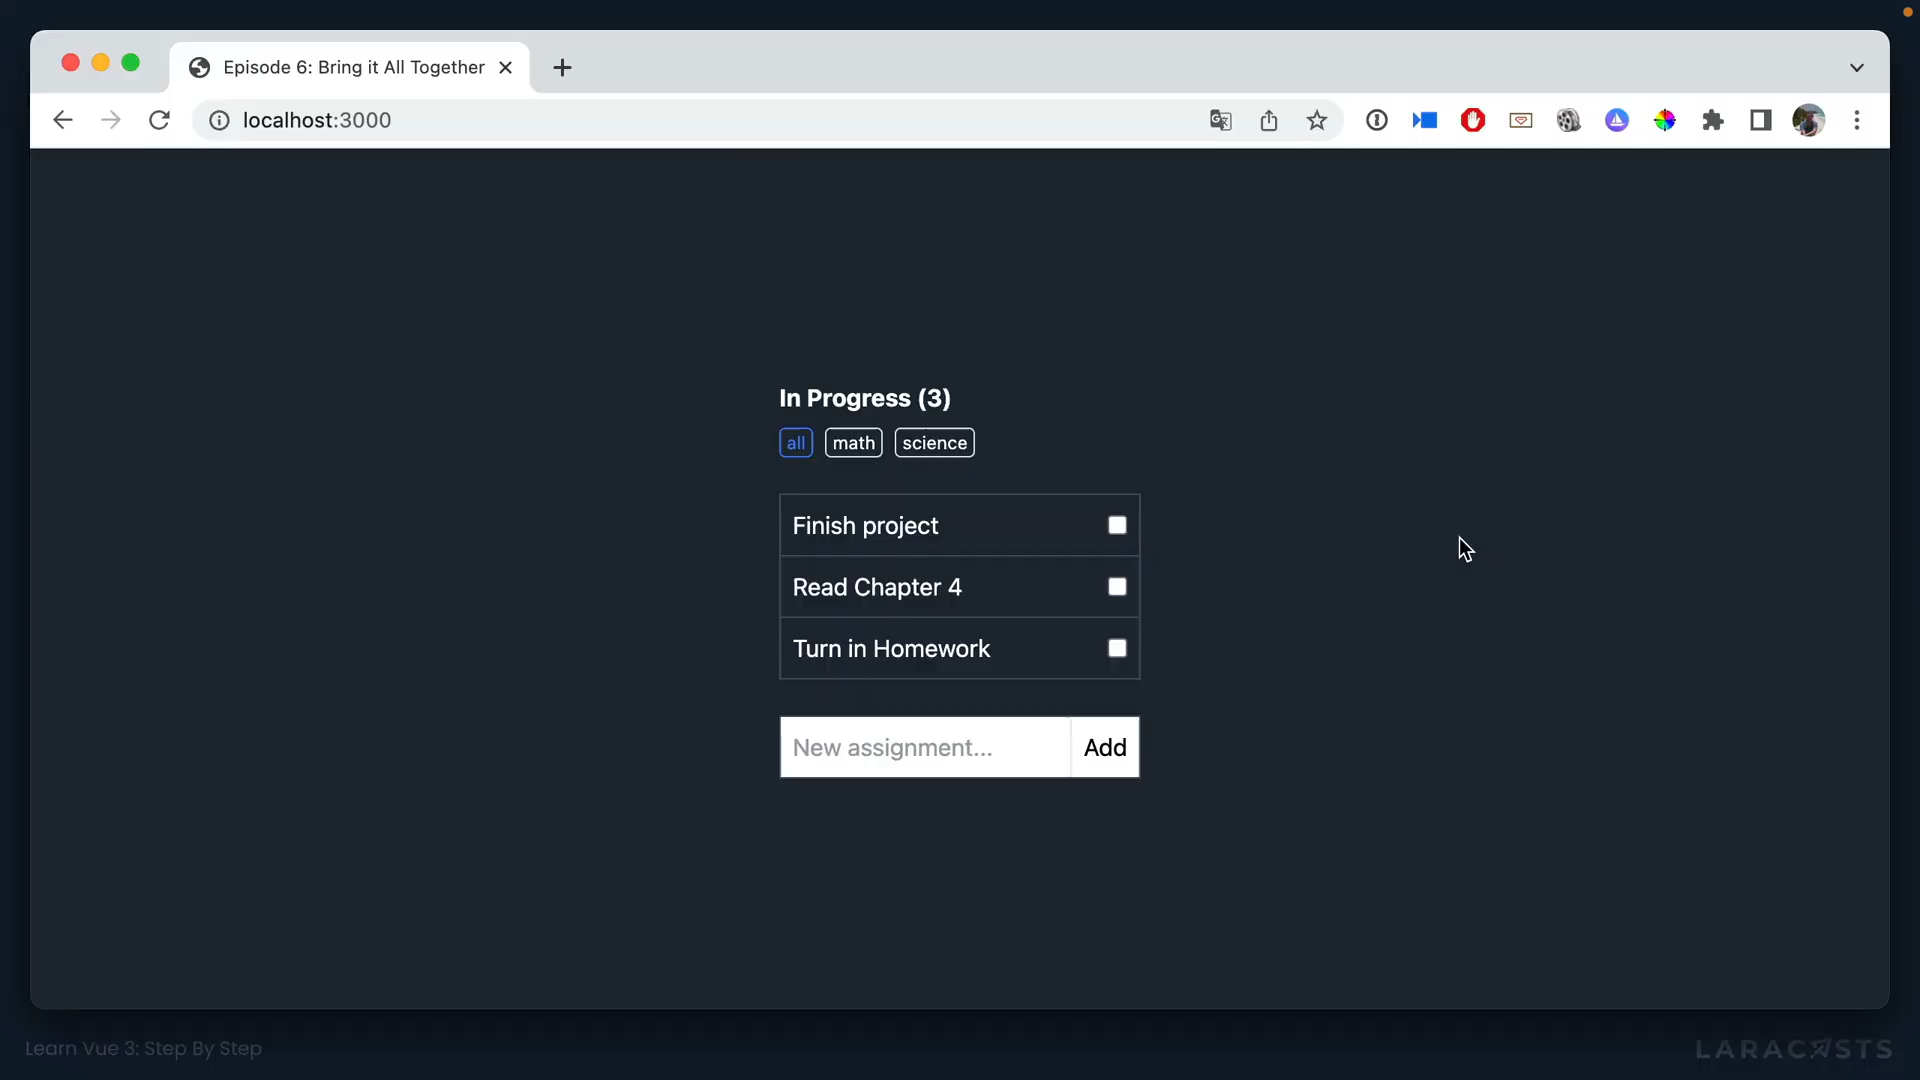 Episode 6: Bring it All Together
localhost:3000
In Progress (3)
all math science
Finish project
Read Chapter 4
Turn in Homework
New assignment... Add
Learn Vue 3: Step By Step
LARACASTS